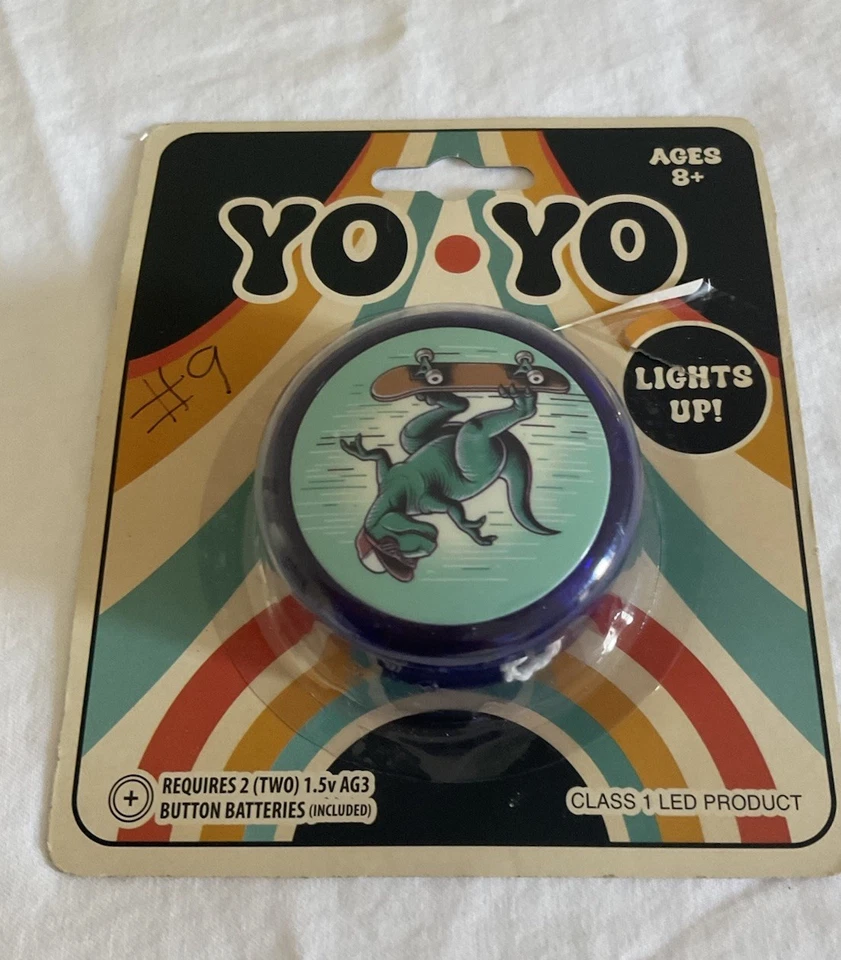 AGES
8+
YO•YO
#9
LIGHTS
UP!
REQUIRES 2 (TWO) 1.5v AG3
BUTTON BATTERIES (INCLUDED)
CLASS 1 LED PRODUCT